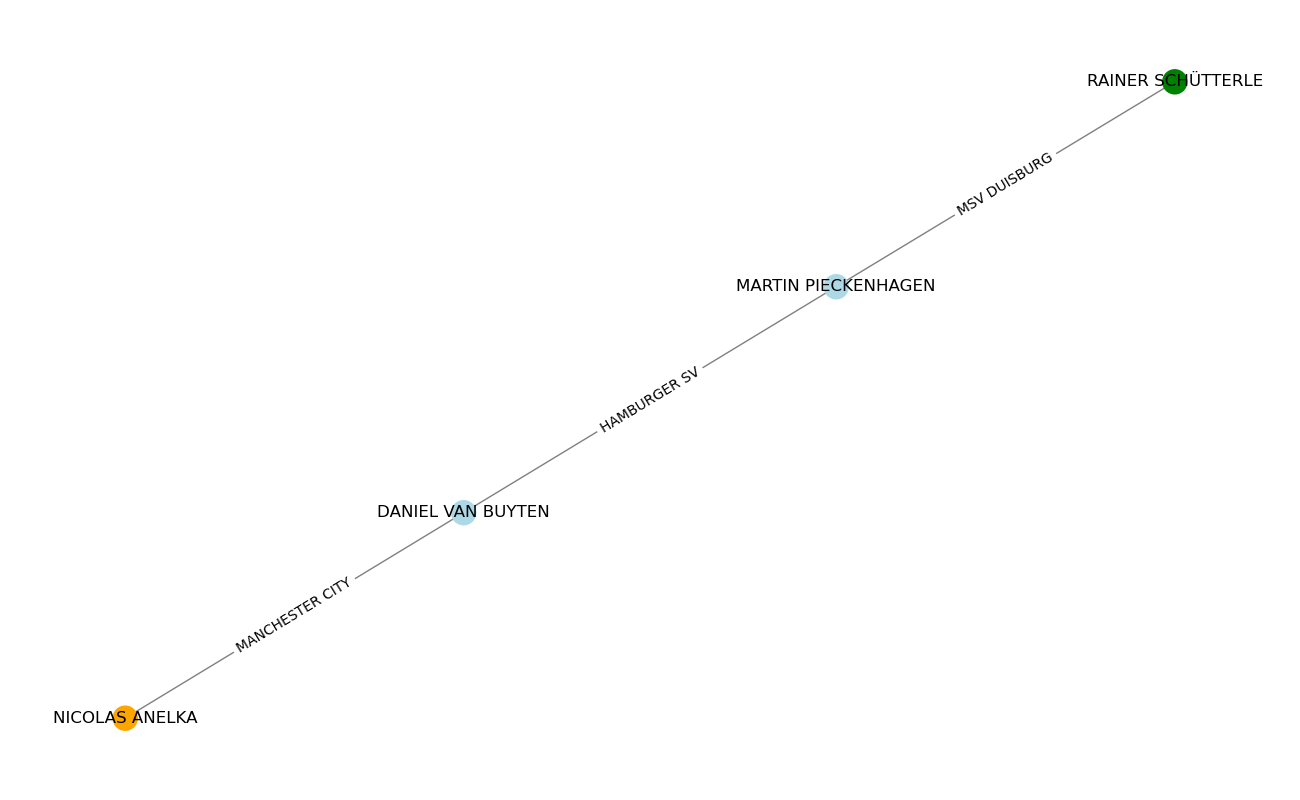 RAINER SCHÜTTERLE
MSV DUISBURG
MARTIN PIECKENHAGEN
HAMBURGER SV
DANIEL VAN BUYTEN
MANCHESTER CITY
NICOLAS ANELKA